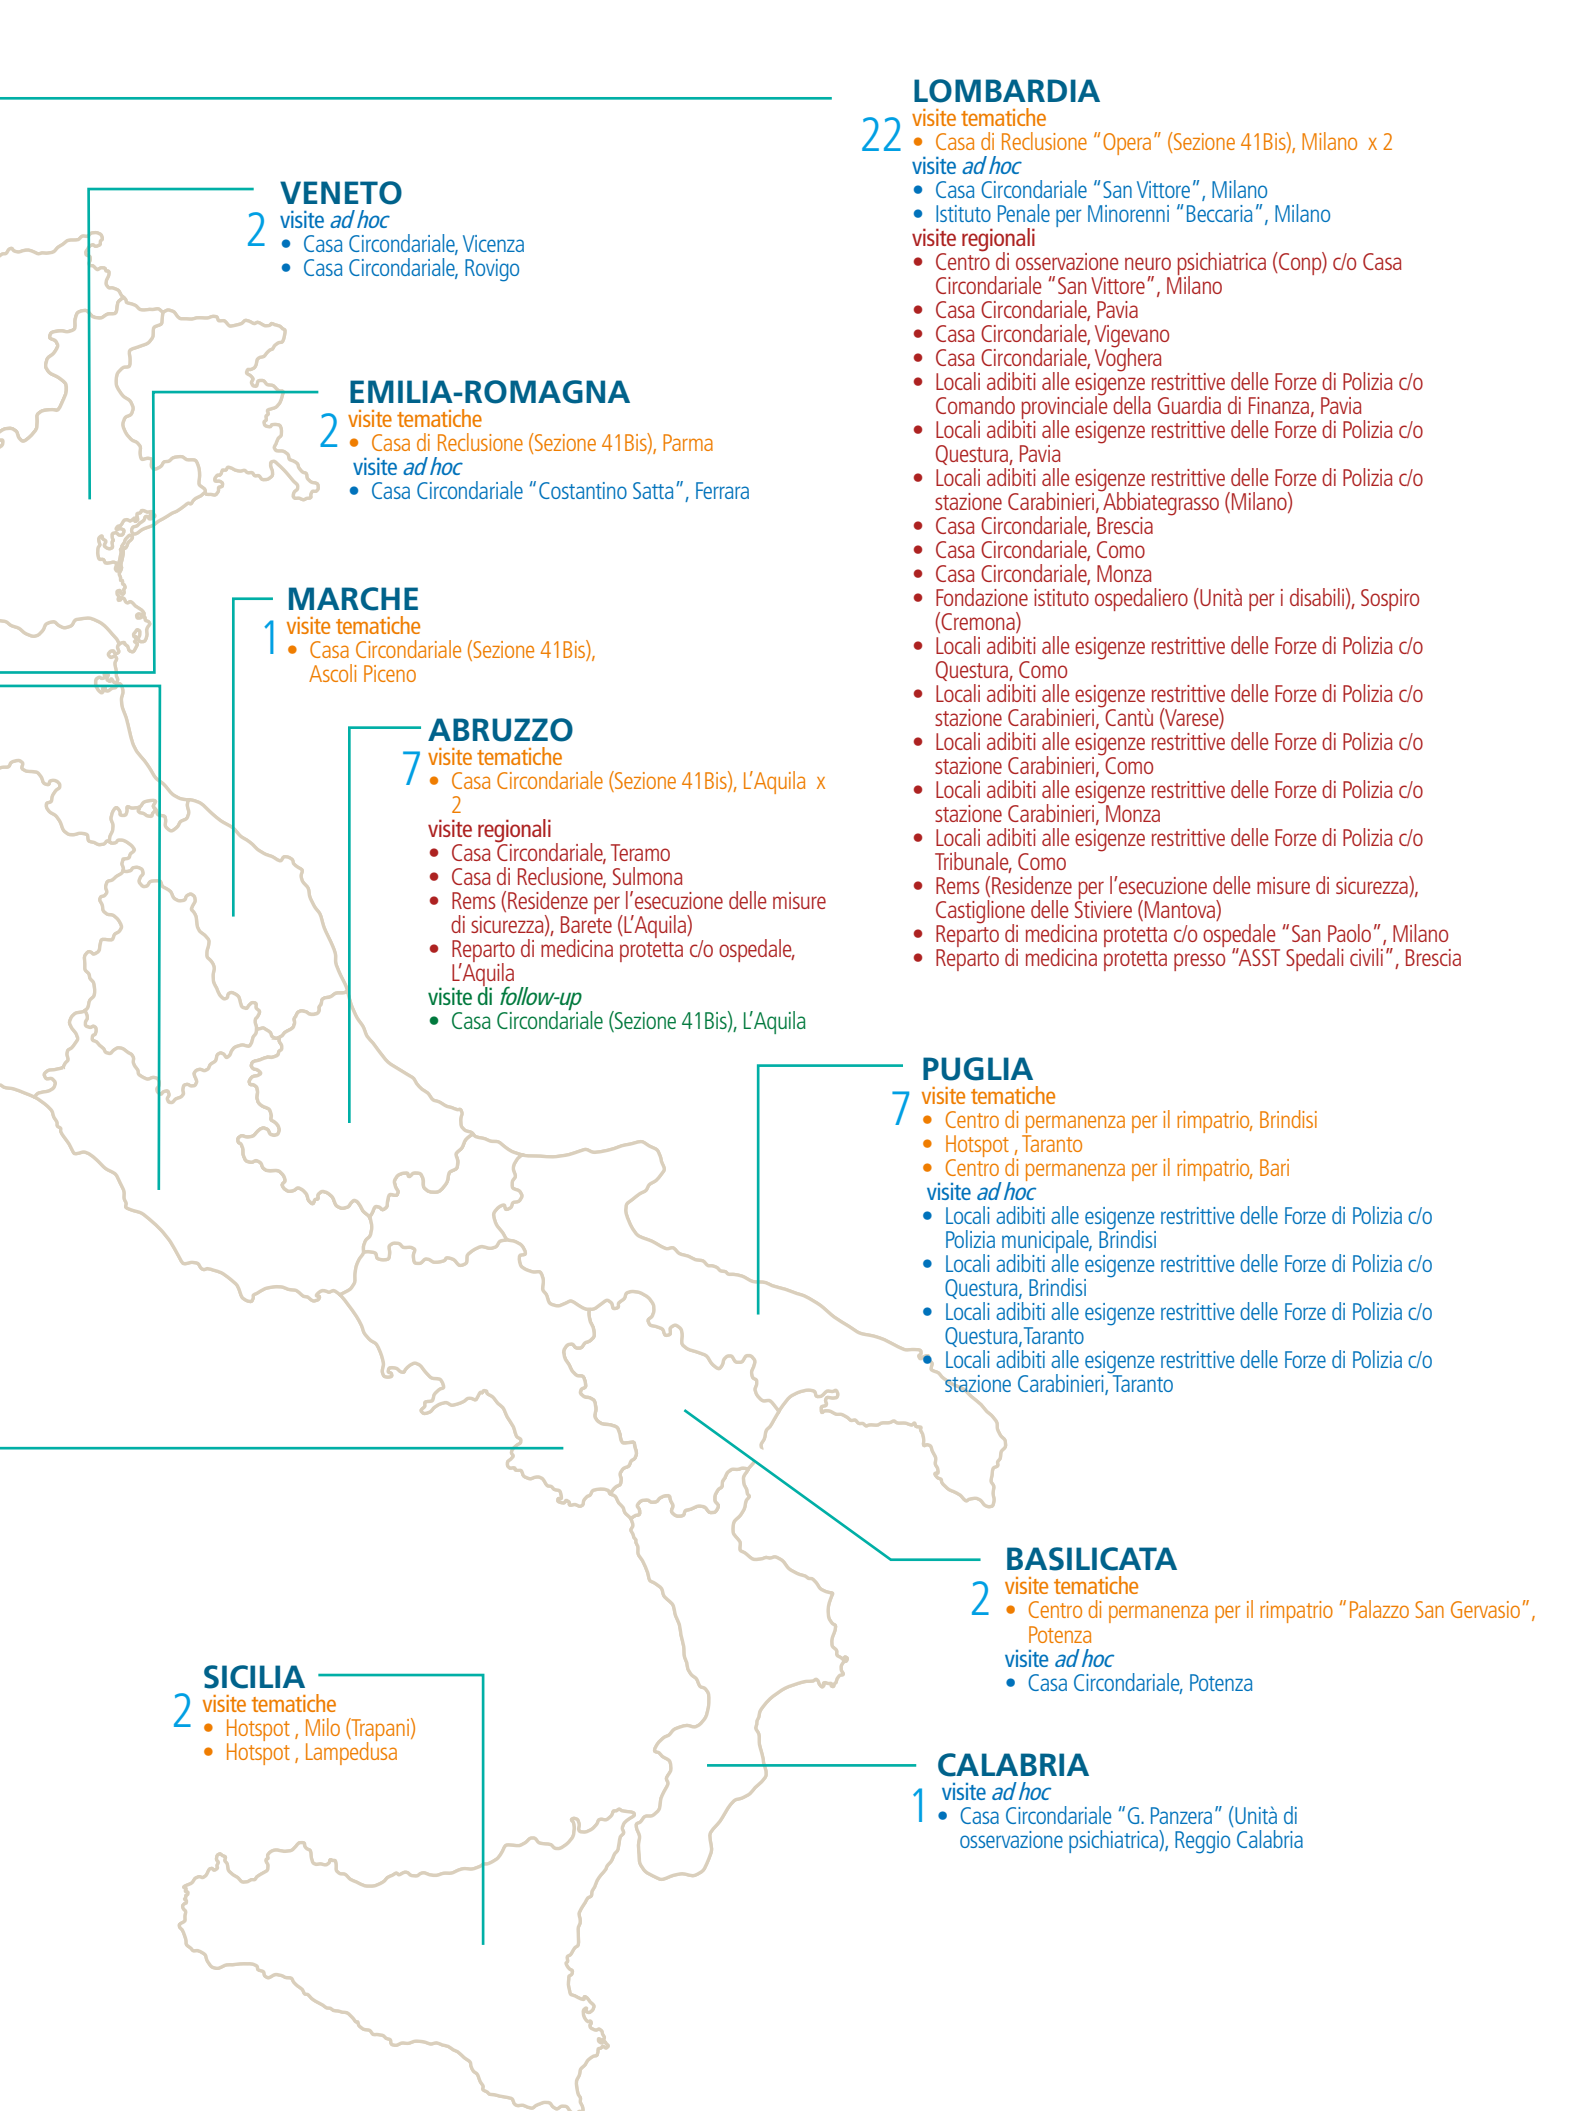 LOMBARDIA
22
visite tematiche
• Casa di Reclusione “Opera” (Sezione 41Bis), Milano x 2
visite ad hoc
• Casa Circondariale “San Vittore”, Milano
• Istituto Penale per Minorenni “Beccaria”, Milano
visite regionali
• Centro di osservazione neuro psichiatrica (Conp) c/o Casa
Circondariale “San Vittore”, Milano
• Casa Circondariale, Pavia
• Casa Circondariale, Vigevano
• Casa Circondariale, Voghera
• Locali adibiti alle esigenze restrittive delle Forze di Polizia c/o
Comando provinciale della Guardia di Finanza, Pavia
• Locali adibiti alle esigenze restrittive delle Forze di Polizia c/o
Questura, Pavia
• Locali adibiti alle esigenze restrittive delle Forze di Polizia c/o
stazione Carabinieri, Abbiategrasso (Milano)
• Casa Circondariale, Brescia
• Casa Circondariale, Como
• Casa Circondariale, Monza
• Fondazione istituto ospedaliero (Unità per i disabili), Sospiro
(Cremona)
• Locali adibiti alle esigenze restrittive delle Forze di Polizia c/o
Questura, Como
• Locali adibiti alle esigenze restrittive delle Forze di Polizia c/o
stazione Carabinieri, Cantù (Varese)
• Locali adibiti alle esigenze restrittive delle Forze di Polizia c/o
stazione Carabinieri, Como
• Locali adibiti alle esigenze restrittive delle Forze di Polizia c/o
stazione Carabinieri, Monza
• Locali adibiti alle esigenze restrittive delle Forze di Polizia c/o
Tribunale, Como
• Rems (Residenze per l’esecuzione delle misure di sicurezza),
Castiglione delle Stiviere (Mantova)
• Reparto di medicina protetta c/o ospedale “San Paolo”, Milano
• Reparto di medicina protetta presso “ASST Spedali civili”, Brescia
VENETO
2
visite ad hoc
• Casa Circondariale, Vicenza
• Casa Circondariale, Rovigo
EMILIA-ROMAGNA
2
visite tematiche
• Casa di Reclusione (Sezione 41Bis), Parma
visite ad hoc
• Casa Circondariale “Costantino Satta”, Ferrara
MARCHE
1
visite tematiche
• Casa Circondariale (Sezione 41Bis),
Ascoli Piceno
ABRUZZO
7
visite tematiche
• Casa Circondariale (Sezione 41Bis), L’Aquila x
2
visite regionali
• Casa Circondariale, Teramo
• Casa di Reclusione, Sulmona
• Rems (Residenze per l’esecuzione delle misure
di sicurezza), Barete (L’Aquila)
• Reparto di medicina protetta c/o ospedale,
L’Aquila
visite di follow-up
• Casa Circondariale (Sezione 41Bis), L’Aquila
PUGLIA
7
visite tematiche
• Centro di permanenza per il rimpatrio, Brindisi
• Hotspot , Taranto
• Centro di permanenza per il rimpatrio, Bari
visite ad hoc
• Locali adibiti alle esigenze restrittive delle Forze di Polizia c/o
Polizia municipale, Brindisi
• Locali adibiti alle esigenze restrittive delle Forze di Polizia c/o
Questura, Brindisi
• Locali adibiti alle esigenze restrittive delle Forze di Polizia c/o
Questura,Taranto
• Locali adibiti alle esigenze restrittive delle Forze di Polizia c/o
stazione Carabinieri, Taranto
BASILICATA
2
visite tematiche
• Centro di permanenza per il rimpatrio “Palazzo San Gervasio”,
Potenza
visite ad hoc
• Casa Circondariale, Potenza
SICILIA
2
visite tematiche
• Hotspot , Milo (Trapani)
• Hotspot , Lampedusa
CALABRIA
1
visite ad hoc
• Casa Circondariale “G. Panzera” (Unità di
osservazione psichiatrica), Reggio Calabria